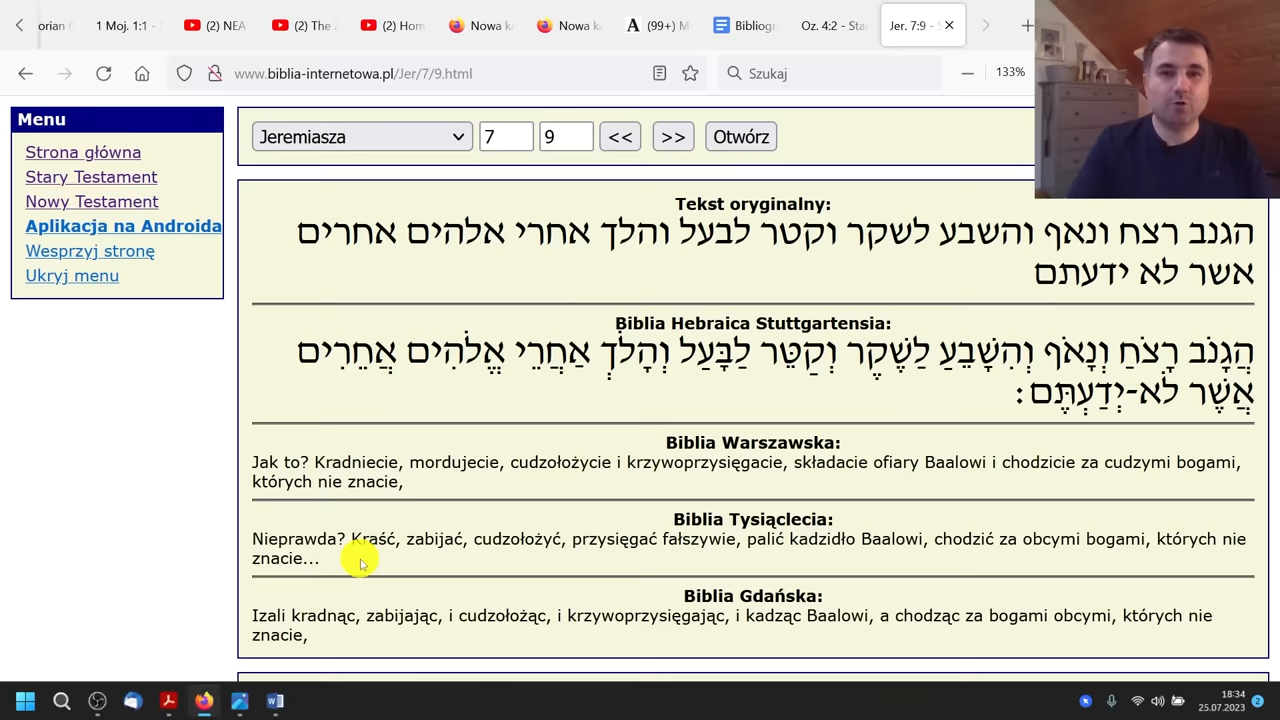 orian G
1 Moj. 1:1 -
(2) NEA
(2) The
(2) Hom
Nowa ka
Nowa ka
A (99+) M
Bibliogr
Oz. 4:2 - Sta
Jer. 7:9 -
www.biblia-internetowa.pl/Jer/7/9.html
Szukaj
133%
Menu
Strona główna
Stary Testament
Nowy Testament
Aplikacja na Androida
Wesprzyj stronę
Ukryj menu
Jeremiasza 7 9 << >> Otwórz
Tekst oryginalny:
הגנב רצח ונאף והשבע לשקר וקטר לבעל והלך אחרי אלהים אחרים
אשר לא ידעתם
Biblia Hebraica Stuttgartensia:
הֲגָנֹב רָצֹחַ וְנָאֹף וְהִשָּׁבֵעַ לַשֶּׁקֶר וְקַטֵּר לַבָּעַל וְהָלֹךְ אַחֲרֵי אֱלֹהִים אֲחֵרִים
אֲשֶׁר לֹא־יְדַעְתֶּם׃
Biblia Warszawska:
Jak to? Kradniecie, mordujecie, cudzołożycie i krzywoprzysięgacie, składacie ofiary Baalowi i chodzicie za cudzymi bogami,
których nie znacie,
Biblia Tysiąclecia:
Nieprawda? Kraść, zabijać, cudzołożyć, przysięgać fałszywie, palić kadzidło Baalowi, chodzić za obcymi bogami, których nie
znacie...
Biblia Gdańska:
Izali kradnąc, zabijając, i cudzołożąc, i krzywoprzysięgając, i kadząc Baalowi, a chodząc za bogami obcymi, których nie
znacie,
18:34
25.07.2023
2